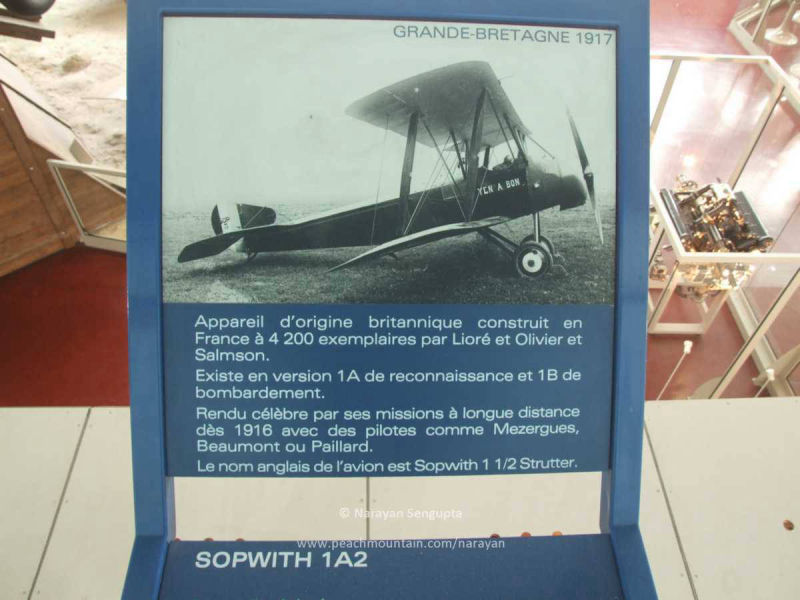 GRANDE-BRETAGNE 1917
YEN A BON
Appareil d'origine britannique construit en
France à 4 200 exemplaires par Lioré et Olivier et
Salmson.
Existe en version 1A de reconnaissance et 1B de
bombardement.
Rendu célèbre par ses missions à longue distance
dès 1916 avec des pilotes comme Mezergues,
Beaumont ou Paillard.
Le nom anglais de l'avion est Sopwith 1 1/2 Strutter.
© Narayan Sengupta
www.peachmountain.com/narayan
SOPWITH 1A2